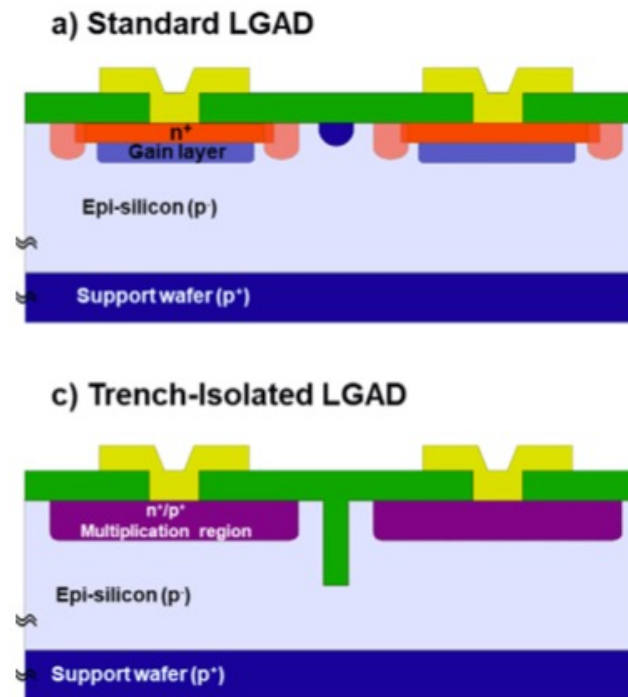 a) Standard LGAD
n⁺
Gain layer
Epi-silicon (p⁻)
Support wafer (p⁺)
c) Trench-Isolated LGAD
n⁺/p⁺
Multiplication region
Epi-silicon (p⁻)
Support wafer (p⁺)